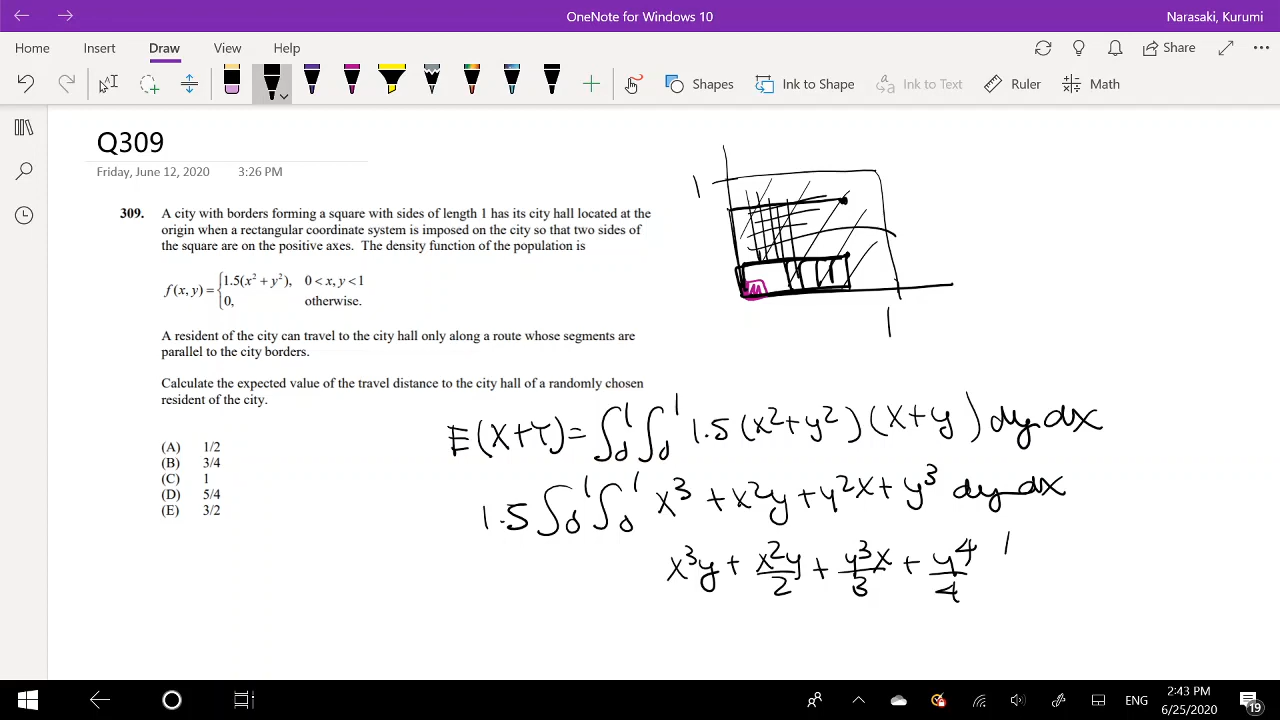 OneNote for Windows 10
Narasaki, Kurumi
Home Insert Draw View Help
Share
Shapes Ink to Shape Ink to Text Ruler Math
Q309
Friday, June 12, 2020 3:26 PM
309. A city with borders forming a square with sides of length 1 has its city hall located at the
origin when a rectangular coordinate system is imposed on the city so that two sides of
the square are on the positive axes. The density function of the population is
f(x, y) = {1.5(x² + y²), 0 < x, y < 1
0, otherwise.
A resident of the city can travel to the city hall only along a route whose segments are
parallel to the city borders.
Calculate the expected value of the travel distance to the city hall of a randomly chosen
resident of the city.
(A) 1/2
(B) 3/4
(C) 1
(D) 5/4
(E) 3/2
1
1
E(X+Y)= ∫₀¹ ∫₀¹ 1.5 (x²+y²) (x+y) dy dx
1.5 ∫₀¹ ∫₀¹ x³ + x²y + y²x + y³ dy dx
x³y + x²y/2 + y³x/3 + y⁴/4 1
ENG
2:43 PM
6/25/2020
19